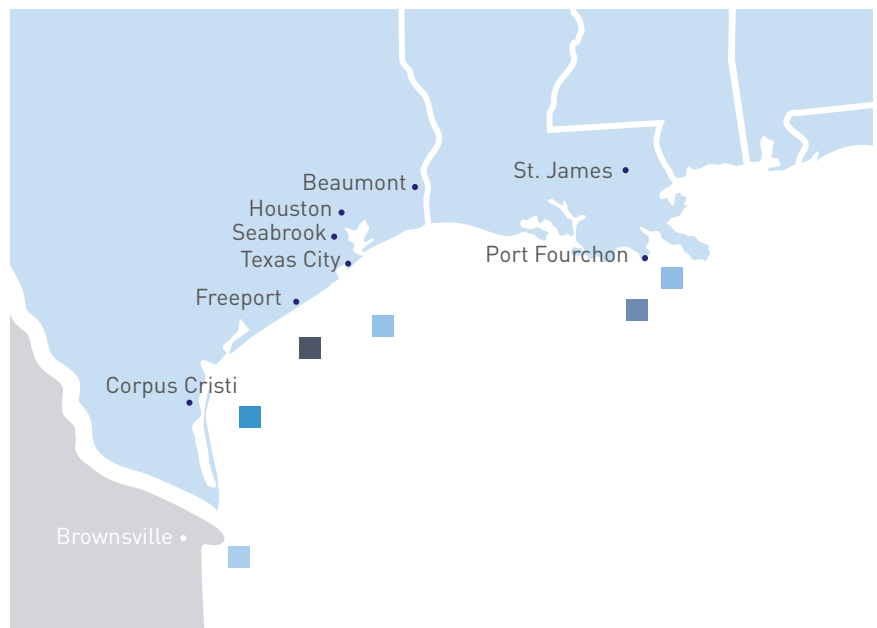 St. James
Beaumont
Houston
Seabrook
Texas City
Port Fourchon
Freeport
Corpus Cristi
Brownsville